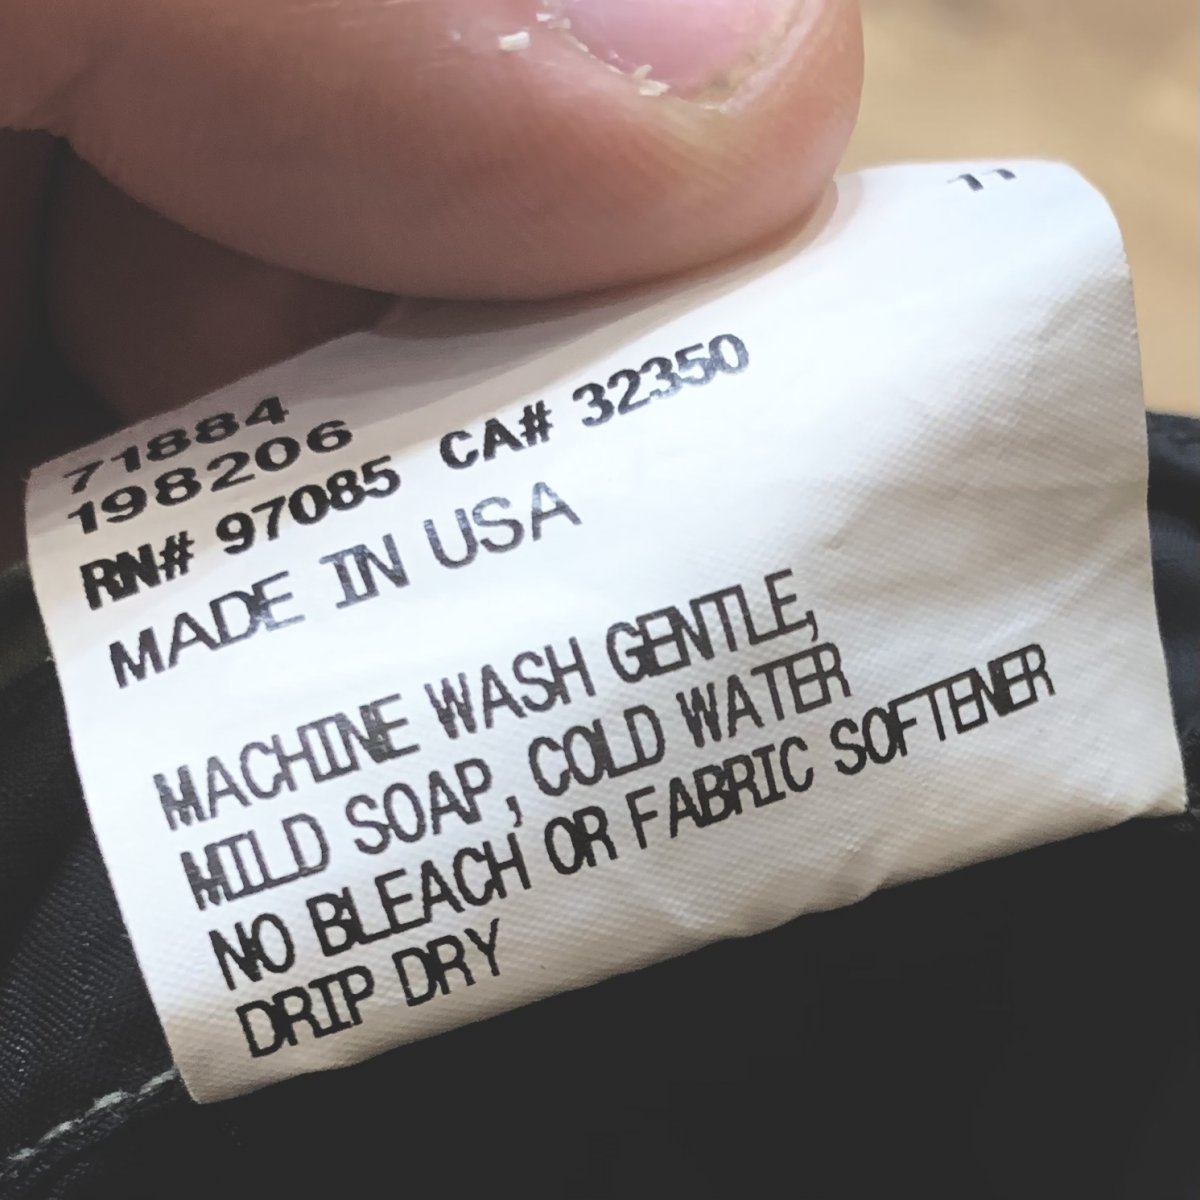 71884
198206
RN# 97085 CA# 32350
MADE IN USA
MACHINE WASH GENTLE,
MILD SOAP, COLD WATER
NO BLEACH OR FABRIC SOFTENER
DRIP DRY